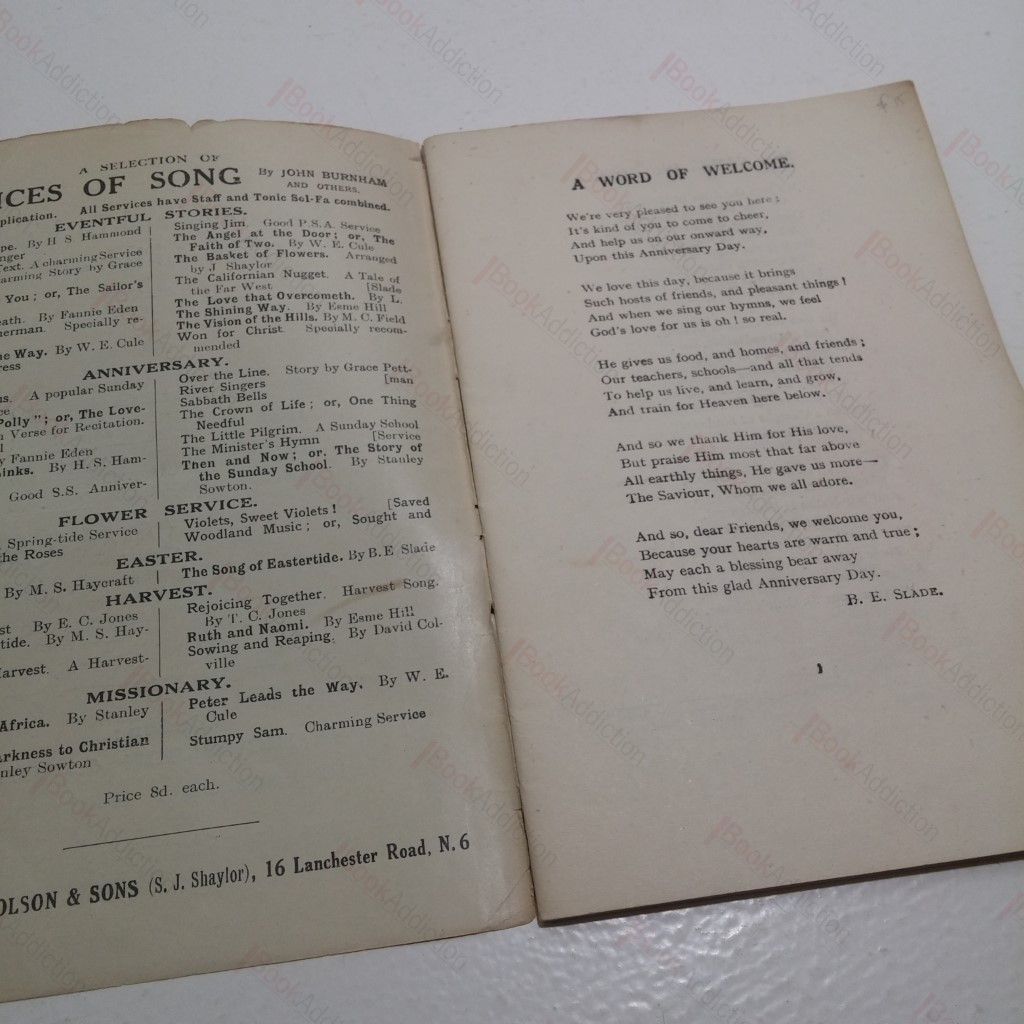 A SELECTION OF
ICES OF SONG By JOHN BURNHAM
AND OTHERS.
plication. All Services have Staff and Tonic Sol-Fa combined.
EVENTFUL STORIES.
pe. By H S Hammond
nger
Text. A charming Service
arming Story by Grace
You; or, The Sailor's
eath. By Fannie Eden
herman. Specially re-
he Way. By W. E. Cule
ress
Singing Jim. Good P.S.A. Service
The Angel at the Door; or, The
Faith of Two. By W. E. Cule
The Basket of Flowers. Arranged
by J Shaylor
The Californian Nugget. A Tale of
the Far West [Slade
The Love that Overcometh. By L.
The Shining Way. By Esme Hill
The Vision of the Hills. By M. C. Field
Won for Christ. Specially recom-
mended
ANNIVERSARY.
us. A popular Sunday
ce
Polly"; or, The Love-
n Verse for Recitation.
y Fannie Eden
inks. By H. S. Ham-
Good S.S. Anniver-
Over the Line. Story by Grace Pett-
River Singers [man
Sabbath Bells
The Crown of Life; or, One Thing
Needful
The Little Pilgrim. A Sunday School
The Minister's Hymn [Service
Then and Now; or, The Story of
the Sunday School. By Stanley
Sowton.
FLOWER SERVICE.
Spring-tide Service
the Roses
Violets, Sweet Violets! [Saved
Woodland Music; or, Sought and
EASTER.
By M. S. Haycraft
The Song of Eastertide. By B. E Slade
HARVEST.
st By E. C. Jones
tide. By M. S. Hay-
Harvest. A Harvest-
Rejoicing Together. Harvest Song.
By T. C. Jones
Ruth and Naomi. By Esme Hill
Sowing and Reaping. By David Col-
ville
MISSIONARY.
Africa. By Stanley
arkness to Christian
nley Sowton
Peter Leads the Way. By W. E.
Cule
Stumpy Sam. Charming Service
Price 8d. each.
OLSON & SONS (S. J. Shaylor), 16 Lanchester Road, N.6
A WORD OF WELCOME.
We're very pleased to see you here;
It's kind of you to come to cheer,
And help us on our onward way,
Upon this Anniversary Day.
We love this day, because it brings
Such hosts of friends, and pleasant things!
And when we sing our hymns, we feel
God's love for us is oh! so real.
He gives us food, and homes, and friends;
Our teachers, schools—and all that tends
To help us live, and learn, and grow,
And train for Heaven here below.
And so we thank Him for His love,
But praise Him most that far above
All earthly things, He gave us more—
The Saviour, Whom we all adore.
And so, dear Friends, we welcome you,
Because your hearts are warm and true;
May each a blessing bear away
From this glad Anniversary Day.
B. E. SLADE.
BookAddiction